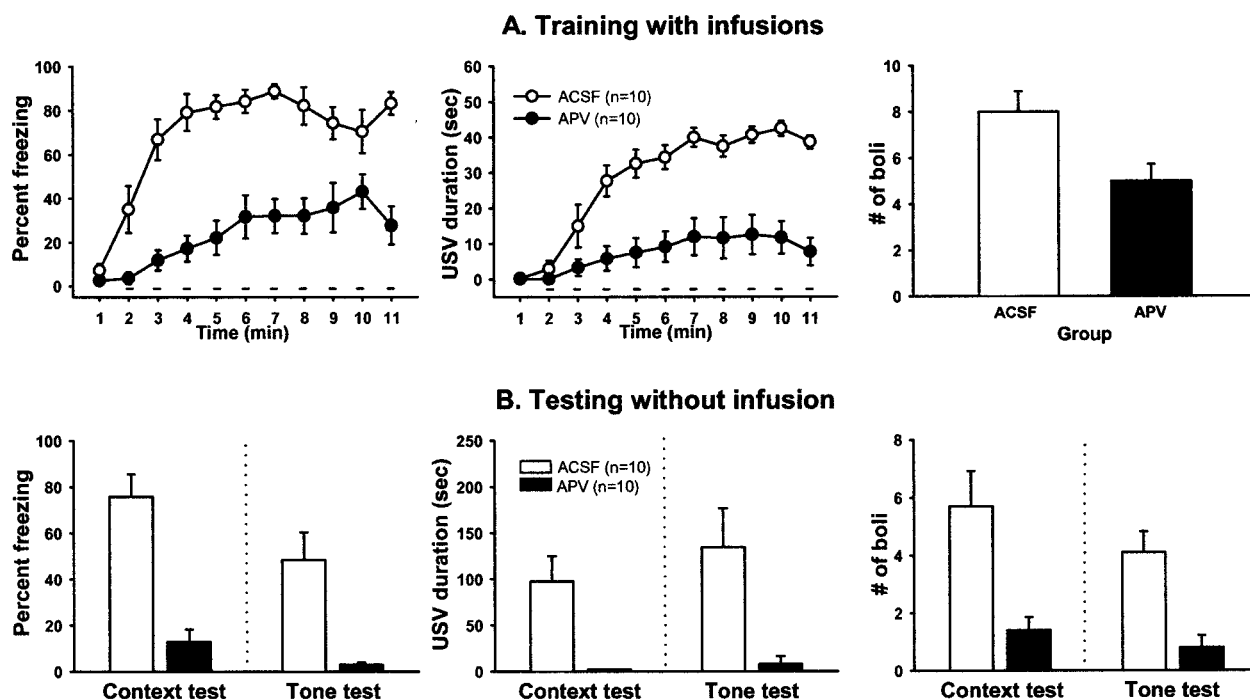 A. Training with infusions
Percent freezing
100
80
60
40
20
0
1 2 3 4 5 6 7 8 9 10 11
Time (min)
USV duration (sec)
60
50
40
30
20
10
0
ACSF (n=10)
APV (n=10)
1 2 3 4 5 6 7 8 9 10 11
Time (min)
# of boli
10
8
6
4
2
0
ACSF APV
Group
B. Testing without infusion
Percent freezing
100
80
60
40
20
0
Context test Tone test
USV duration (sec)
250
200
150
100
50
0
ACSF (n=10)
APV (n=10)
Context test Tone test
# of boli
8
6
4
2
0
Context test Tone test